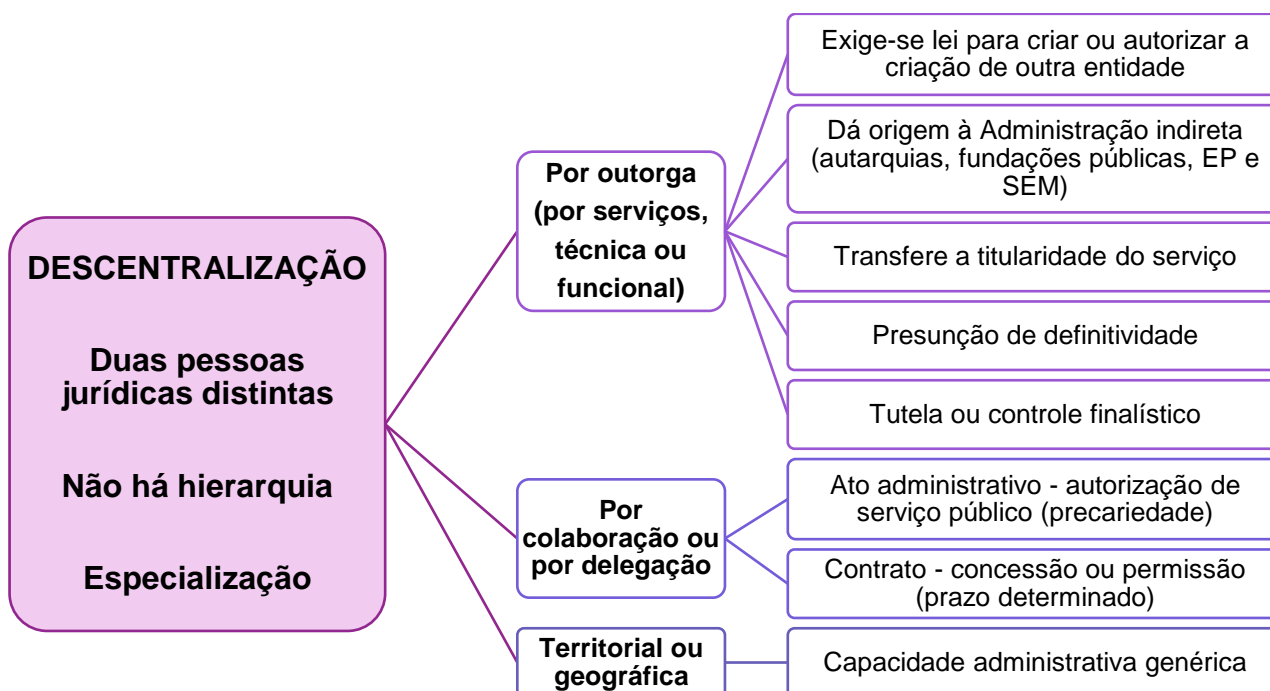 DESCENTRALIZAÇÃO
Duas pessoas
jurídicas distintas
Não há hierarquia
Especialização
Por outorga
(por serviços,
técnica ou
funcional)
Exige-se lei para criar ou autorizar a
criação de outra entidade
Dá origem à Administração indireta
(autarquias, fundações públicas, EP e
SEM)
Transfere a titularidade do serviço
Presunção de definitividade
Tutela ou controle finalístico
Por
colaboração ou
por delegação
Ato administrativo - autorização de
serviço público (precariedade)
Contrato - concessão ou permissão
(prazo determinado)
Territorial ou
geográfica
Capacidade administrativa genérica